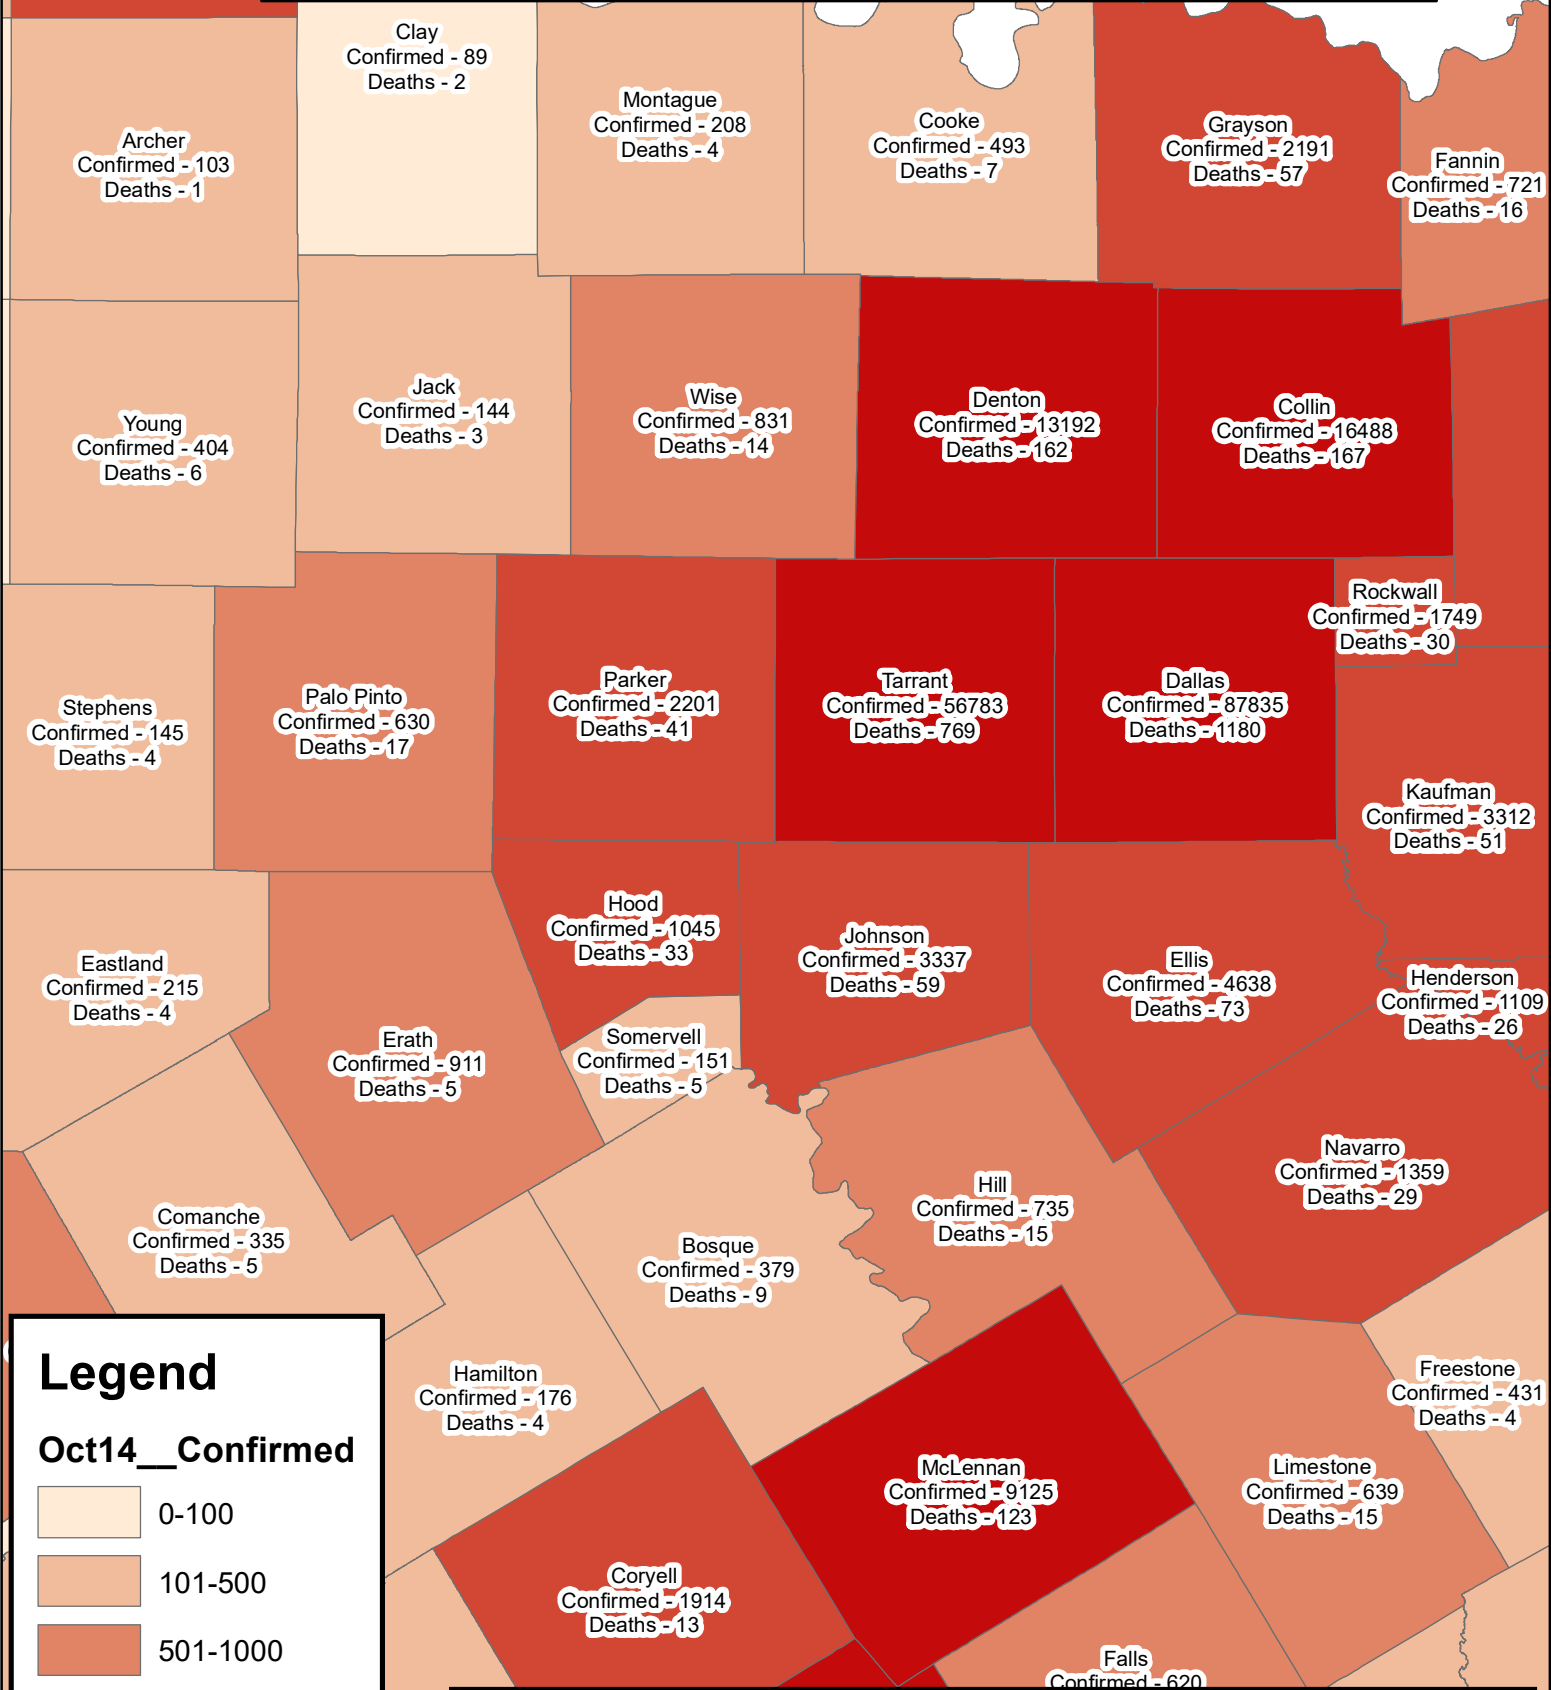 Clay
Confirmed - 89
Deaths - 2
Montague
Confirmed - 208
Deaths - 4
Cooke
Confirmed - 493
Deaths - 7
Grayson
Confirmed - 2191
Deaths - 57
Archer
Confirmed - 103
Deaths - 1
Fannin
Confirmed - 721
Deaths - 16
Young
Confirmed - 404
Deaths - 6
Jack
Confirmed - 144
Deaths - 3
Wise
Confirmed - 831
Deaths - 14
Denton
Confirmed - 13192
Deaths - 162
Collin
Confirmed - 16488
Deaths - 167
Rockwall
Confirmed - 1749
Deaths - 30
Stephens
Confirmed - 145
Deaths - 4
Palo Pinto
Confirmed - 630
Deaths - 17
Parker
Confirmed - 2201
Deaths - 41
Tarrant
Confirmed - 56783
Deaths - 769
Dallas
Confirmed - 87835
Deaths - 1180
Kaufman
Confirmed - 3312
Deaths - 51
Eastland
Confirmed - 215
Deaths - 4
Hood
Confirmed - 1045
Deaths - 33
Johnson
Confirmed - 3337
Deaths - 59
Ellis
Confirmed - 4638
Deaths - 73
Henderson
Confirmed - 1109
Deaths - 26
Erath
Confirmed - 911
Deaths - 5
Somervell
Confirmed - 151
Deaths - 5
Comanche
Confirmed - 335
Deaths - 5
Bosque
Confirmed - 379
Deaths - 9
Hill
Confirmed - 735
Deaths - 15
Navarro
Confirmed - 1359
Deaths - 29
Hamilton
Confirmed - 176
Deaths - 4
Freestone
Confirmed - 431
Deaths - 4
McLennan
Confirmed - 9125
Deaths - 123
Limestone
Confirmed - 639
Deaths - 15
Coryell
Confirmed - 1914
Deaths - 13
Falls
Confirmed - 620
Legend
Oct14__Confirmed
0-100
101-500
501-1000